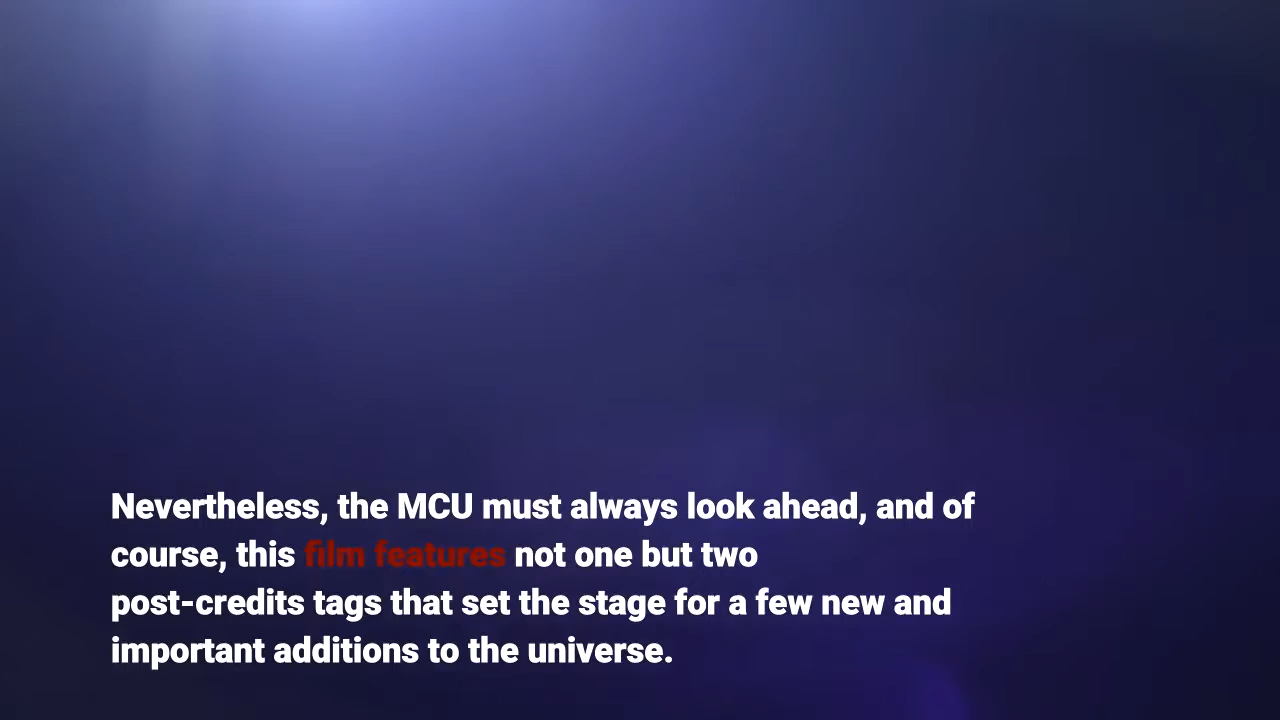 Nevertheless, the MCU must always look ahead, and of
course, this film features not one but two
post-credits tags that set the stage for a few new and
important additions to the universe.